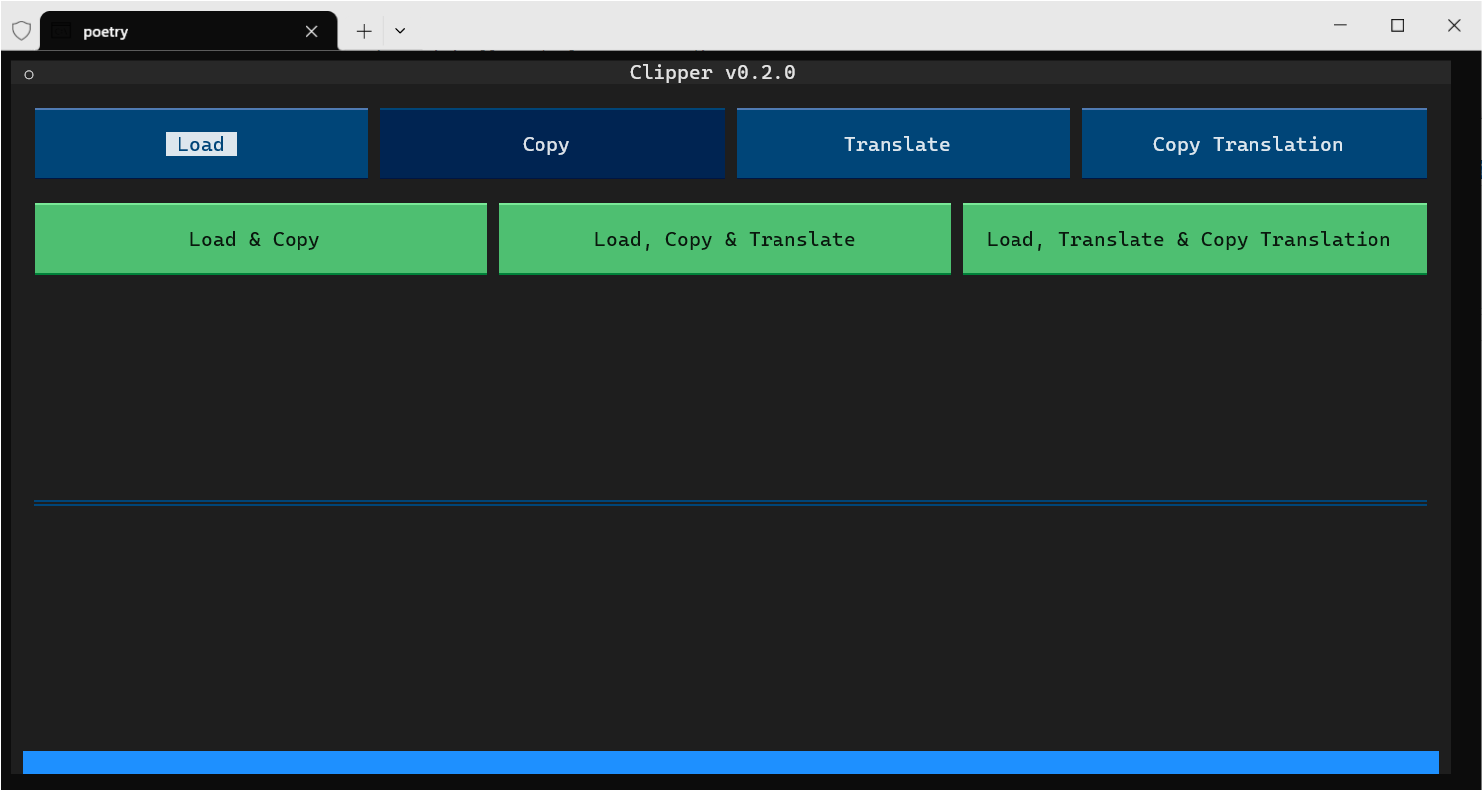 poetry
Clipper v0.2.0
Load
Copy
Translate
Copy Translation
Load & Copy
Load, Copy & Translate
Load, Translate & Copy Translation